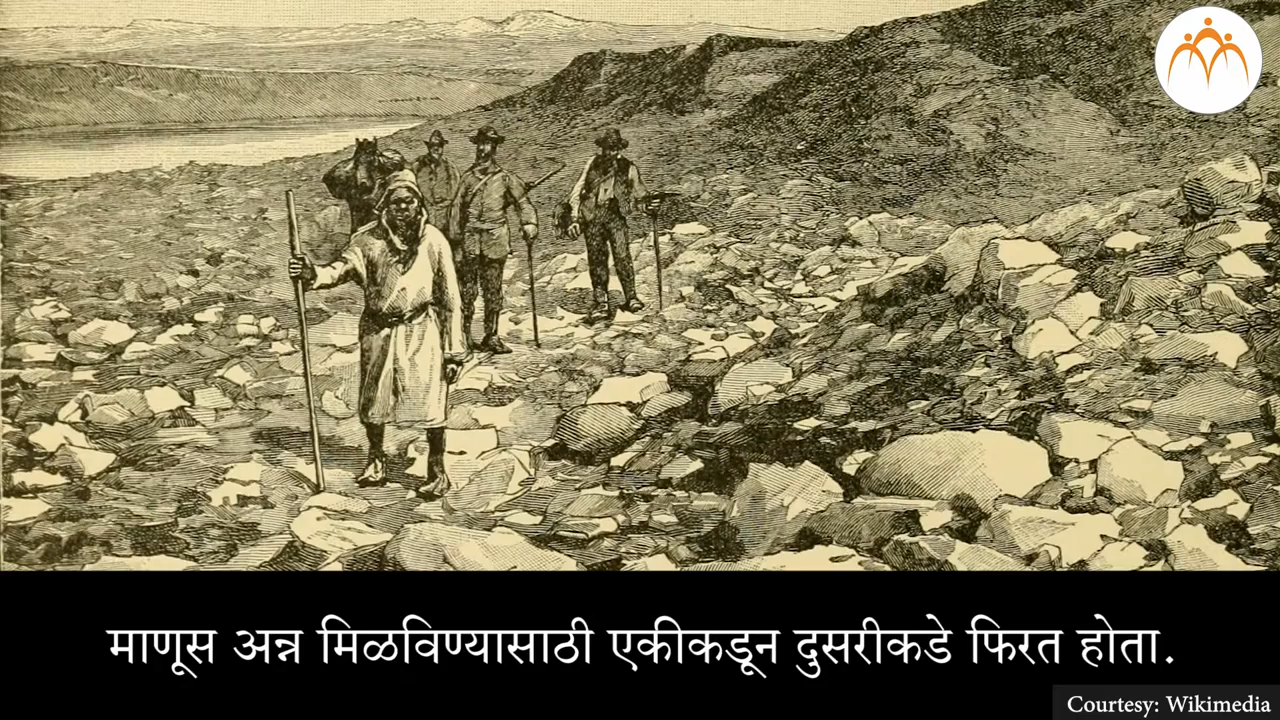 माणूस अन्न मिळविण्यासाठी एकीकडून दुसरीकडे फिरत होता.
Courtesy: Wikimedia